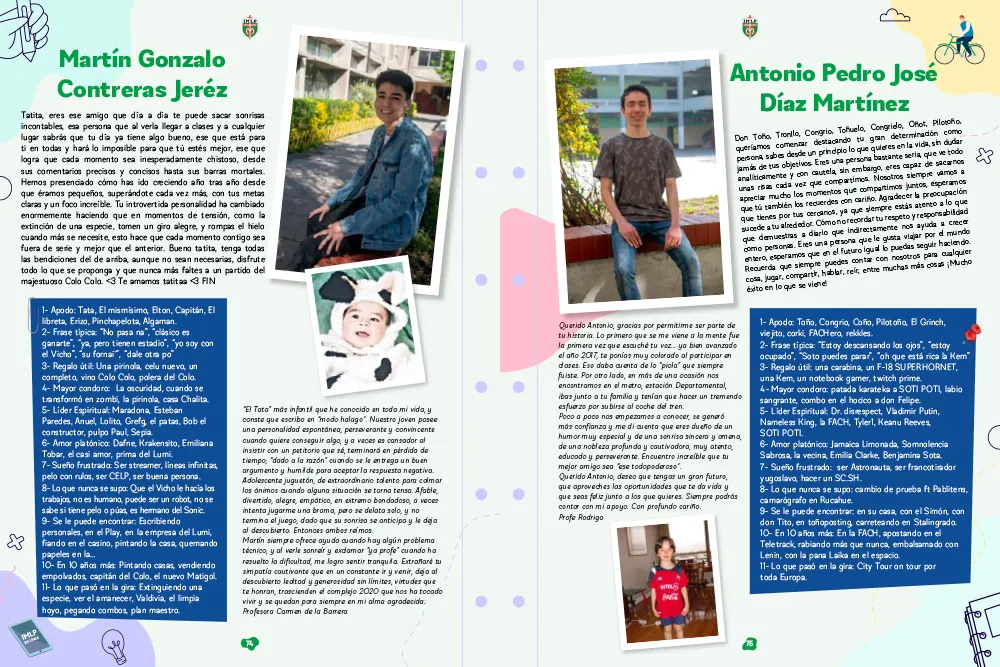 IMLP
Martín Gonzalo
Contreras Jeréz
Tatita, eres ese amigo que día a día te puede sacar sonrisas
incontables, esa persona que al verla llegar a clases y a cualquier
lugar sabrás que tu día ya tiene algo bueno, ese que está para
ti en todas y hará lo imposible para que tú estés mejor, ese que
logra que cada momento sea inesperadamente chistoso, desde
sus comentarios precisos y concisos hasta sus barras mortales.
Hemos presenciado cómo has ido creciendo año tras año desde
que éramos pequeños, superándote cada vez más, con tus metas
claras y un foco increíble. Tu introvertida personalidad ha cambiado
enormemente haciendo que en momentos de tensión, como la
extinción de una especie, tomen un giro alegre, y rompas el hielo
cuando más se necesite, esto hace que cada momento contigo sea
fuera de serie y mejor que el anterior. Bueno tatita, tenga todas
las bendiciones del de arriba, aunque no sean necesarias, disfrute
todo lo que se proponga y que nunca más faltes a un partido del
majestuoso Colo Colo. <3 Te amamos tatitaa <3 FIN
1- Apodo: Tata, El mismísimo, Elton, Capitán, El
libreta, Erizo, Pinchapelota, Algaman.
2- Frase típica: "No pasa na", "clásico es
ganarte", "ya, pero tienen estadio", "yo soy con
el Vicho", "su fornai´", "dale otra po"
3- Regalo útil: Una pirinola, celu nuevo, un
completo, vino Colo Colo, polera del Colo.
4- Mayor condoro: La oscuridad, cuando se
transformó en zombi, la pirinola, casa Chalita.
5- Líder Espiritual: Maradona, Esteban
Paredes, Anuel, Lolito, Grefg, el patas, Bob el
constructor, pulpo Paul, Sepia.
6- Amor platónico: Dafne, Krakensito, Emiliana
Tobar, el casi amor, prima del Lumi.
7- Sueño frustrado: Ser streamer, líneas infinitas,
pelo con rulos, ser CELP, ser buena persona.
8- Lo que nunca se supo: Que el Vicho le hacía los
trabajos, no es humano, puede ser un robot, no se
sabe si tiene pelo o púas, es hermano del Sonic.
9- Se le puede encontrar: Escribiendo
personales, en el Play, en la empresa del Lumi,
fiando en el casino, pintando la casa, quemando
papeles en la...
10- En 10 años más: Pintando casas, vendiendo
empolvados, capitán del Colo, el nuevo Matigol.
11- Lo que pasó en la gira: Extinguiendo una
especie, ver el amanecer, Valdivia, el limpia
hoyo, pegando combos, plan maestro.
"El Tata" más infantil que he conocido en toda mi vida, y
conste que escribo en "modo halago". Nuestro joven posee
una personalidad espontánea, perseverante y convincente
cuando quiere conseguir algo, y a veces es cansador al
insistir con un petitorio que sé, terminará en pérdida de
tiempo; "dado a la razón" cuando se le entrega un buen
argumento y humilde para aceptar la respuesta negativa.
Adolescente juguetón, de extraordinario talento para calmar
los ánimos cuando alguna situación se torna tensa. Afable,
divertido, alegre, empático, en extremo bondadoso, a veces
intenta jugarme una broma, pero se delata solo, y no
termina el juego, dado que su sonrisa se anticipa y le deja
al descubierto. Entonces ambos reímos.
Martín siempre ofrece ayuda cuando hay algún problema
técnico; y al verle sonreír y exclamar "ya profe" cuando ha
resuelto la dificultad, me logro sentir tranquila. Extrañaré tu
simpatía cautivante que en un constante ir y venir, deja al
descubierto lealtad y generosidad sin límites, virtudes que
te honran, trascienden el complejo 2020 que nos ha tocado
vivir y se quedan para siempre en mi alma agradecida.
Profesora Carmen de la Barrera
IMLP
74
IMLP
Antonio Pedro José
Díaz Martínez
Don Toño, Tronllo, Congrio, Toñuelo, Congrido, Oñot, Pilotoño,
queríamos comenzar destacando tu gran determinación como
persona, sabes desde un principio lo que quieres en la vida, sin dudar
jamás de tus objetivos. Eres una persona bastante seria, que ve todo
analíticamente y con cautela, sin embargo, eres capaz de sacarnos
unas risas cada vez que compartimos. Nosotros siempre vamos a
apreciar mucho los momentos que compartimos juntos, esperamos
que tú también los recuerdes con cariño. Agradecer la preocupación
que tienes por tus cercanos, ya que siempre estás atento a lo que
sucede a tu alrededor. Cómo no recordar tu respeto y responsabilidad
que demuestras a diario que indirectamente nos ayuda a crecer
como personas. Eres una persona que le gusta viajar por el mundo
entero, esperamos que en el futuro igual lo puedas seguir haciendo.
Recuerda que siempre puedes contar con nosotros para cualquier
cosa, jugar, compartir, hablar, reír, entre muchas más cosas ¡Mucho
éxito en lo que se viene!
Querido Antonio, gracias por permitirme ser parte de
tu historia. Lo primero que se me viene a la mente fue
la primera vez que escuché tu voz... ya bien avanzado
el año 2017, te ponías muy colorado al participar en
clases. Eso daba cuenta de lo "piola" que siempre
fuiste. Por otro lado, en más de una ocasión nos
encontramos en el metro, estación Departamental,
ibas junto a tu familia y tenían que hacer un tremendo
esfuerzo por subirse al coche del tren.
Poco a poco nos empezamos a conocer, se generó
más confianza y me di cuenta que eres dueño de un
humor muy especial y de una sonrisa sincera y amena,
de una nobleza profunda y cautivadora, muy atento,
educado y perseverante. Encuentro increíble que tu
mejor amigo sea "ese todopoderoso".
Querido Antonio, deseo que tengas un gran futuro,
que aproveches las oportunidades que te da vida y
que seas feliz junto a los que quieres. Siempre podrás
contar con mi apoyo. Con profundo cariño.
Profe Rodrigo
1- Apodo: Toño, Congrio, Coño, Pilotoño, El Grinch,
viejito, corki, FACHero, rekkles.
2- Frase típica: "Estoy descansando los ojos", "estoy
ocupado", "Soto puedes parar", "oh que está rica la Kem"
3- Regalo útil: una carabina, un F-18 SUPERHORNET,
una Kem, un notebook gamer, twitch prime.
4- Mayor condoro: patada karateka a SOTI POTI, labio
sangrante, combo en el hocico a don Felipe.
5- Líder Espiritual: Dr. disrespect, Vladimir Putin,
Nameless King, la FACH, Tyler1, Keanu Reeves,
SOTI POTI.
6- Amor platónico: Jamaica Limonada, Somnolencia
Sabrosa, la vecina, Emilia Clarke, Benjamina Sota.
7- Sueño frustrado: ser Astronauta, ser francotirador
yugoslavo, hacer un SC.SH.
8- Lo que nunca se supo: cambio de prueba ft Pablitens,
camarógrafo en Rucahue.
9- Se le puede encontrar: en su casa, con el Simón, con
don Tito, en toñoposting, carreteando en Stalingrado.
10- En 10 años más: En la FACH, apostando en el
Teletrack, rabiando más que nunca, embalsamado con
Lenin, con la pana Laika en el espacio.
11- Lo que pasó en la gira: City Tour on tour por
toda Europa.
75